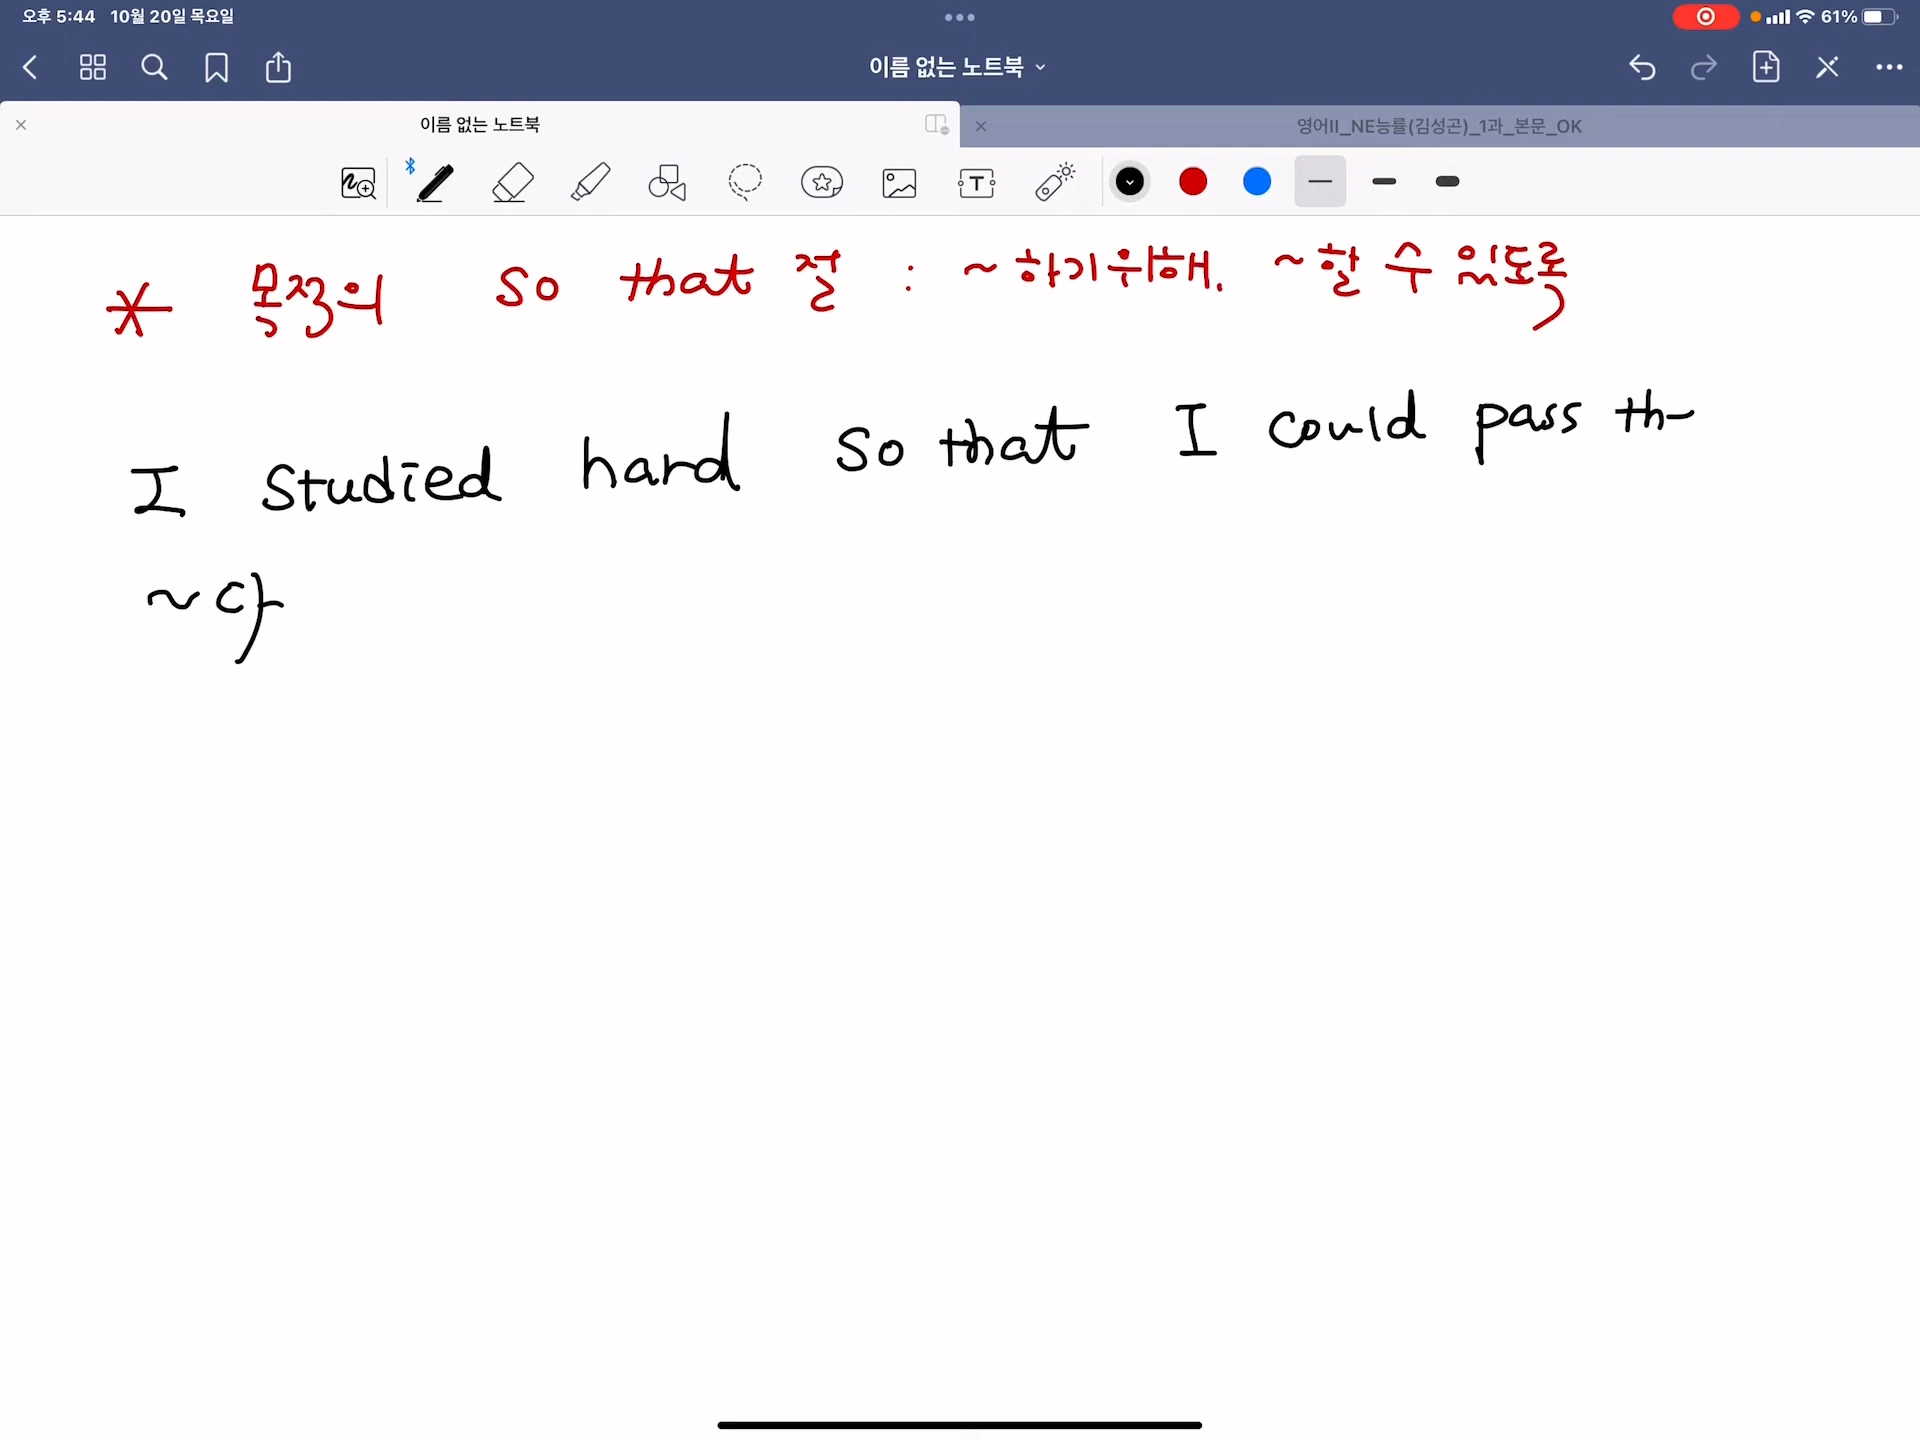 오후 5:44 10월 20일 목요일
61%
이름 없는 노트북
이름 없는 노트북
영어II_NE능률(김성곤)_1과_본문_OK
* 목적의 so that 절 : ~하기위해. ~할 수 있도록
I studied hard so that I could pass th
~다